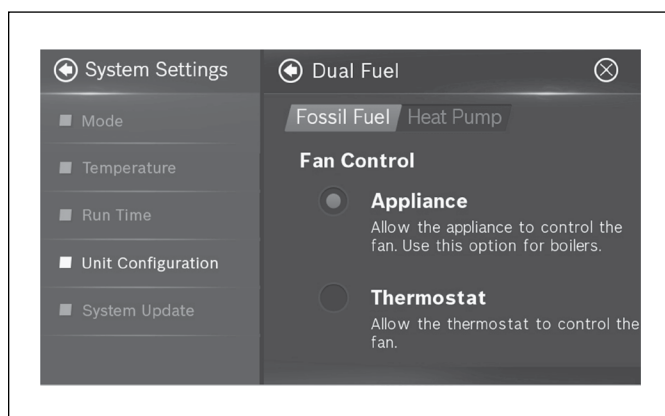 System Settings
Mode
Temperature
Run Time
Unit Configuration
System Update
Dual Fuel
Fossil Fuel Heat Pump
Fan Control
Appliance
Allow the appliance to control the
fan. Use this option for boilers.
Thermostat
Allow the thermostat to control the
fan.